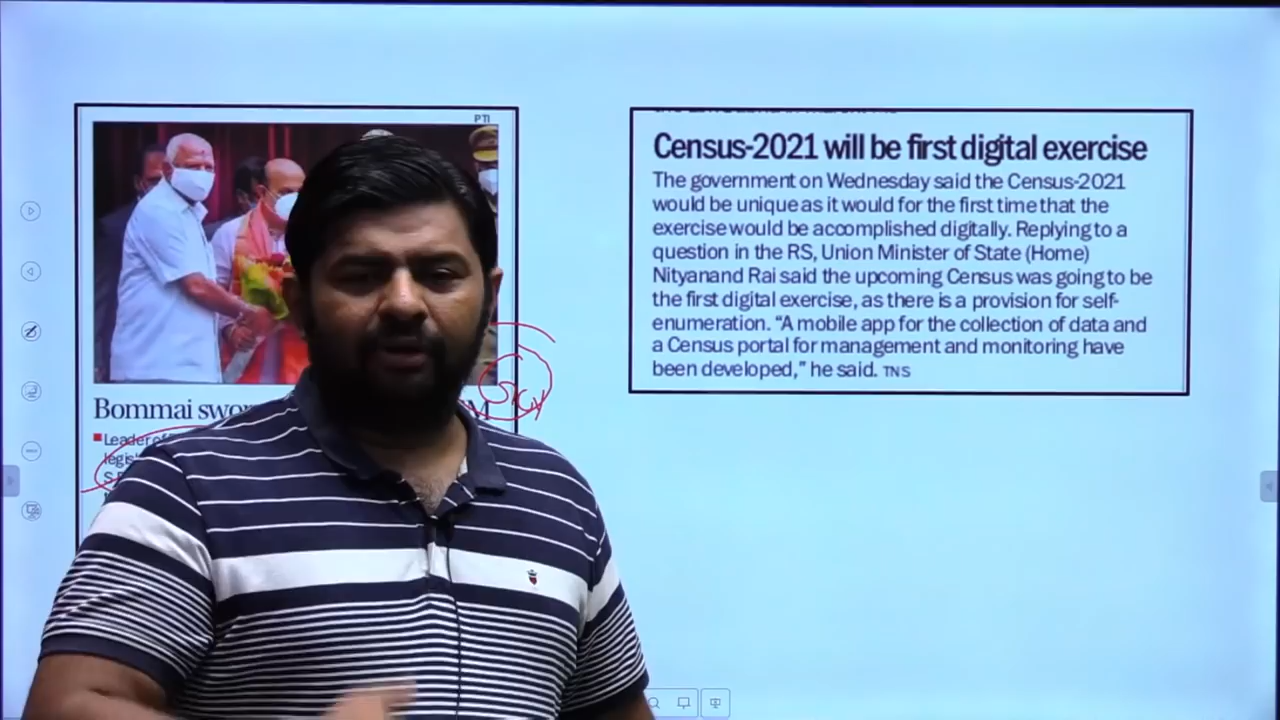 PTI
Bommai swor
M
Leader of
legis
S
Census-2021 will be first digital exercise
The government on Wednesday said the Census-2021
would be unique as it would for the first time that the
exercise would be accomplished digitally. Replying to a
question in the RS, Union Minister of State (Home)
Nityanand Rai said the upcoming Census was going to be
the first digital exercise, as there is a provision for self-
enumeration. “A mobile app for the collection of data and
a Census portal for management and monitoring have
been developed,” he said. TNS